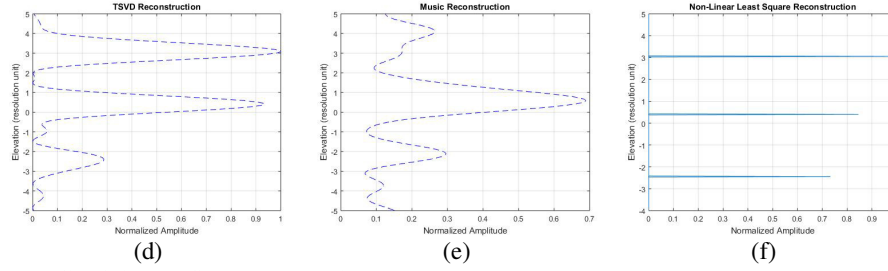 TSVD Reconstruction
5
4
3
2
1
0
-1
-2
-3
-4
-5
Elevation (resolution unit)
0 0.1 0.2 0.3 0.4 0.5 0.6 0.7 0.8 0.9 1
Normalized Amplitude
(d)
Music Reconstruction
5
4
3
2
1
0
-1
-2
-3
-4
-5
Elevation (resolution unit)
0 0.1 0.2 0.3 0.4 0.5 0.6 0.7
Normalized Amplitude
(e)
Non-Linear Least Square Reconstruction
5
4
3
2
1
0
-1
-2
-3
-4
Elevation (resolution unit)
0 0.1 0.2 0.3 0.4 0.5 0.6 0.7 0.8 0.9
Normalized Amplitude
(f)